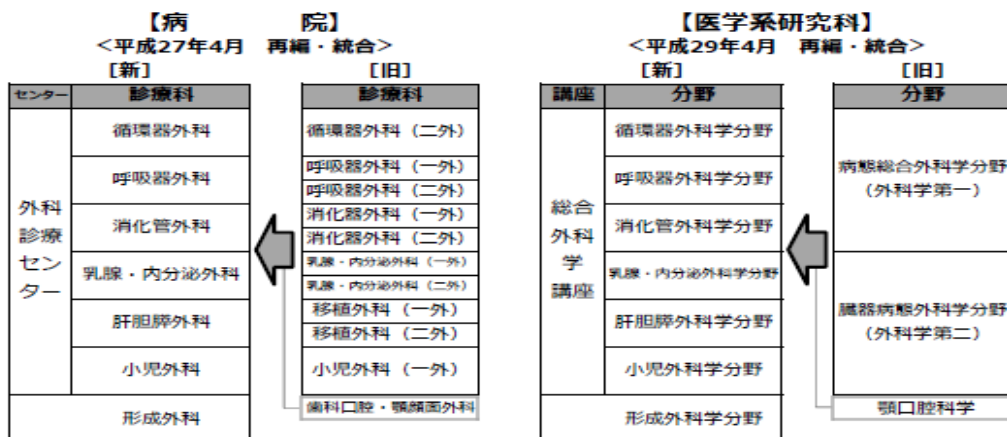 【病　　　院】
<平成27年4月　再編・統合>
[新]
[旧]
センター
診療科
診療科
外科診療センター
循環器外科
呼吸器外科
消化管外科
乳腺・内分泌外科
肝胆膵外科
小児外科
形成外科
循環器外科（二外）
呼吸器外科（一外）
呼吸器外科（二外）
消化器外科（一外）
消化器外科（二外）
乳腺・内分泌外科（一外）
乳腺・内分泌外科（二外）
移植外科（一外）
移植外科（二外）
小児外科（一外）
歯科口腔・顎顔面外科
【医学系研究科】
<平成29年4月　再編・統合>
[新]
[旧]
講座
分野
分野
総合外科学講座
循環器外科学分野
呼吸器外科学分野
消化管外科学分野
乳腺・内分泌外科学分野
肝胆膵外科学分野
小児外科学分野
形成外科学分野
病態総合外科学分野
（外科学第一）
臓器病態外科学分野
（外科学第二）
顎口腔科学